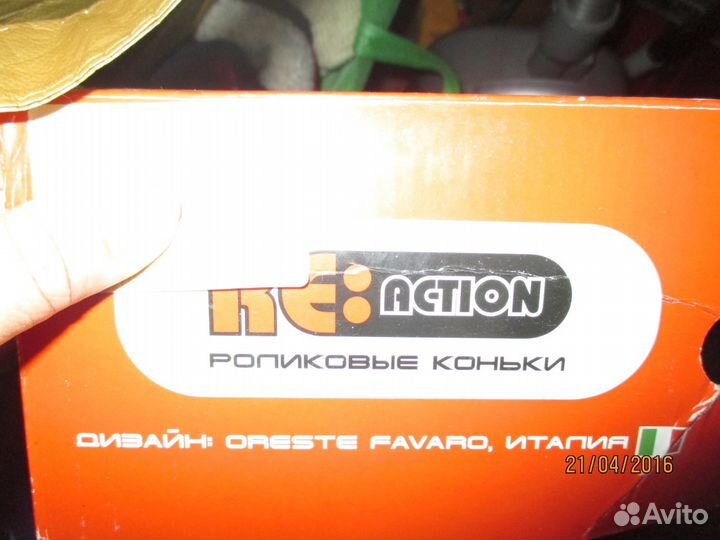 RE: ACTION
РОЛИКОВЫЕ КОНЬКИ
ДИЗАЙН: ORESTE FAVARO, ИТАЛИЯ
21/04/2016
Avito